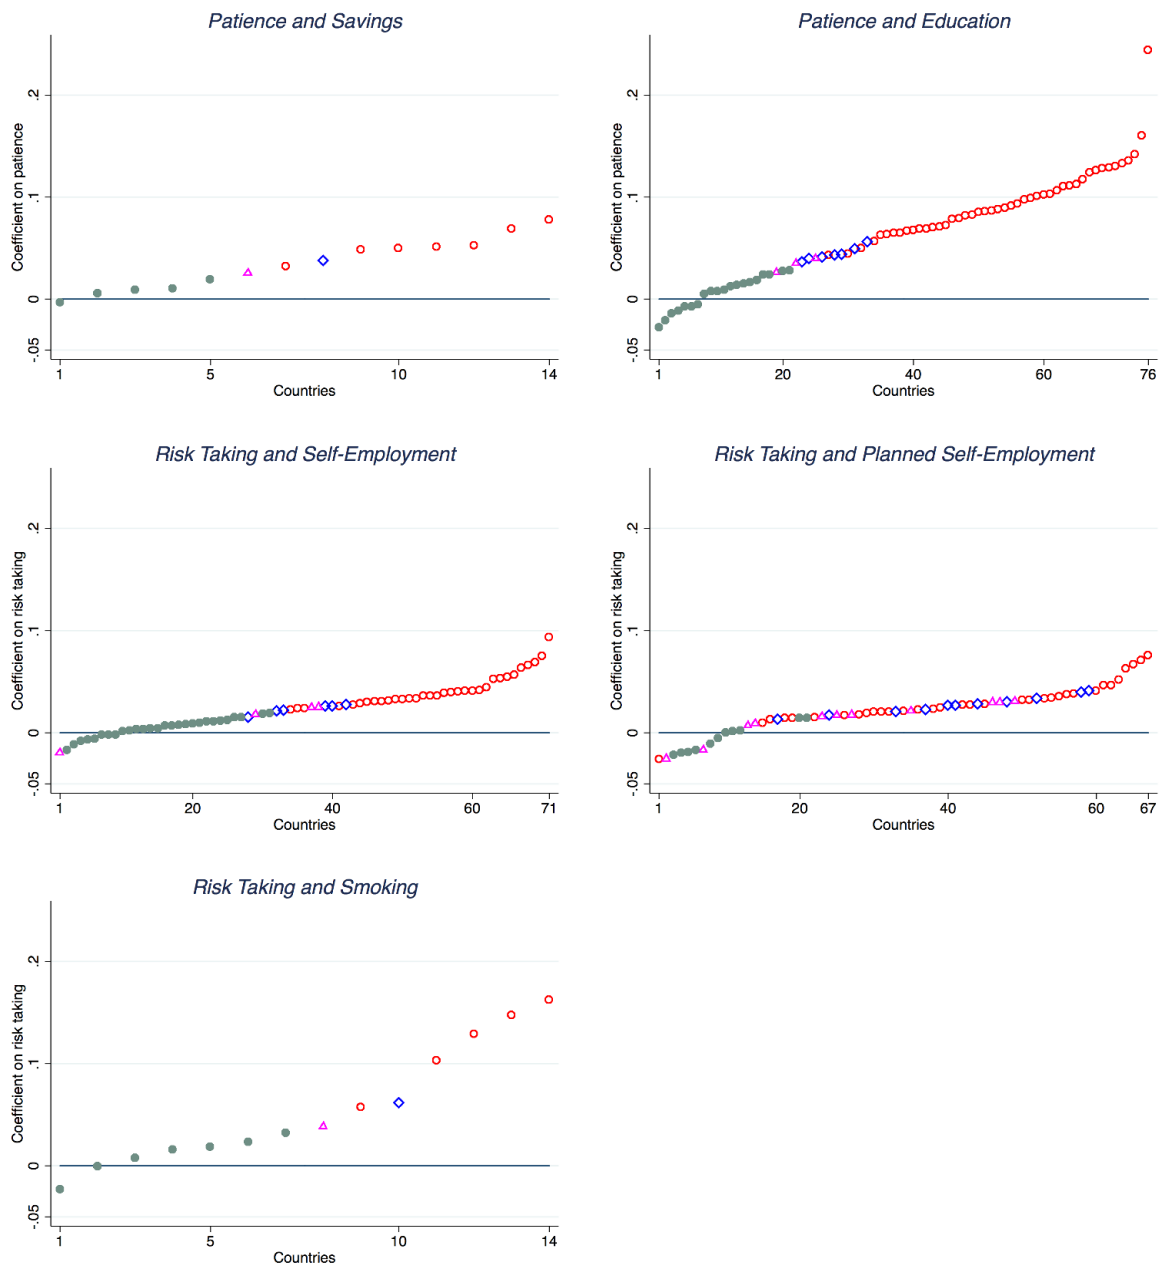 Patience and Savings
Coefficient on patience
.2
.1
0
-.05
1
5
10
14
Countries
Patience and Education
Coefficient on patience
.2
.1
0
-.05
1
20
40
60
76
Countries
Risk Taking and Self-Employment
Coefficient on risk taking
.2
.1
0
-.05
1
20
40
60
71
Countries
Risk Taking and Planned Self-Employment
Coefficient on risk taking
.2
.1
0
-.05
1
20
40
60
67
Countries
Risk Taking and Smoking
Coefficient on risk taking
.2
.1
0
-.05
1
5
10
14
Countries